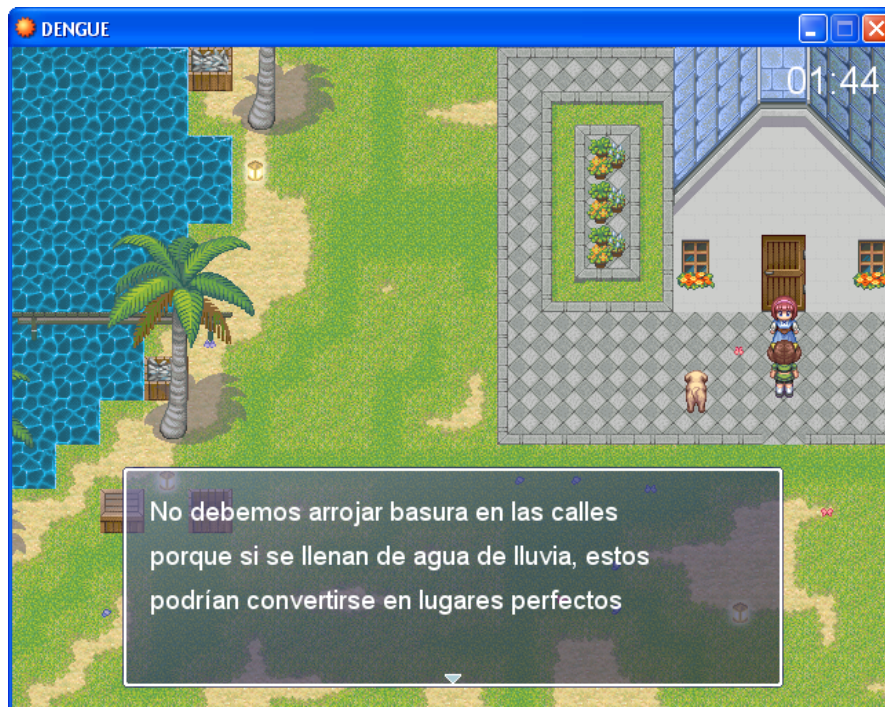 DENGUE
01:44
No debemos arrojar basura en las calles
porque si se llenan de agua de lluvia, estos
podrían convertirse en lugares perfectos